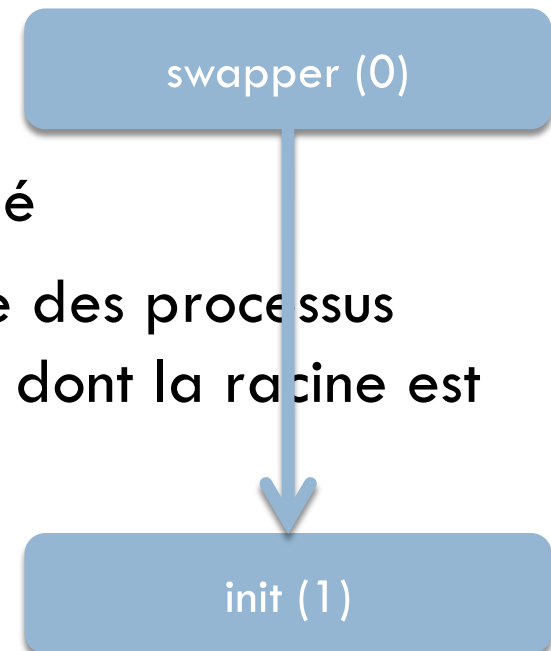 swapper (0)
é
e des processus
dont la racine est
init (1)